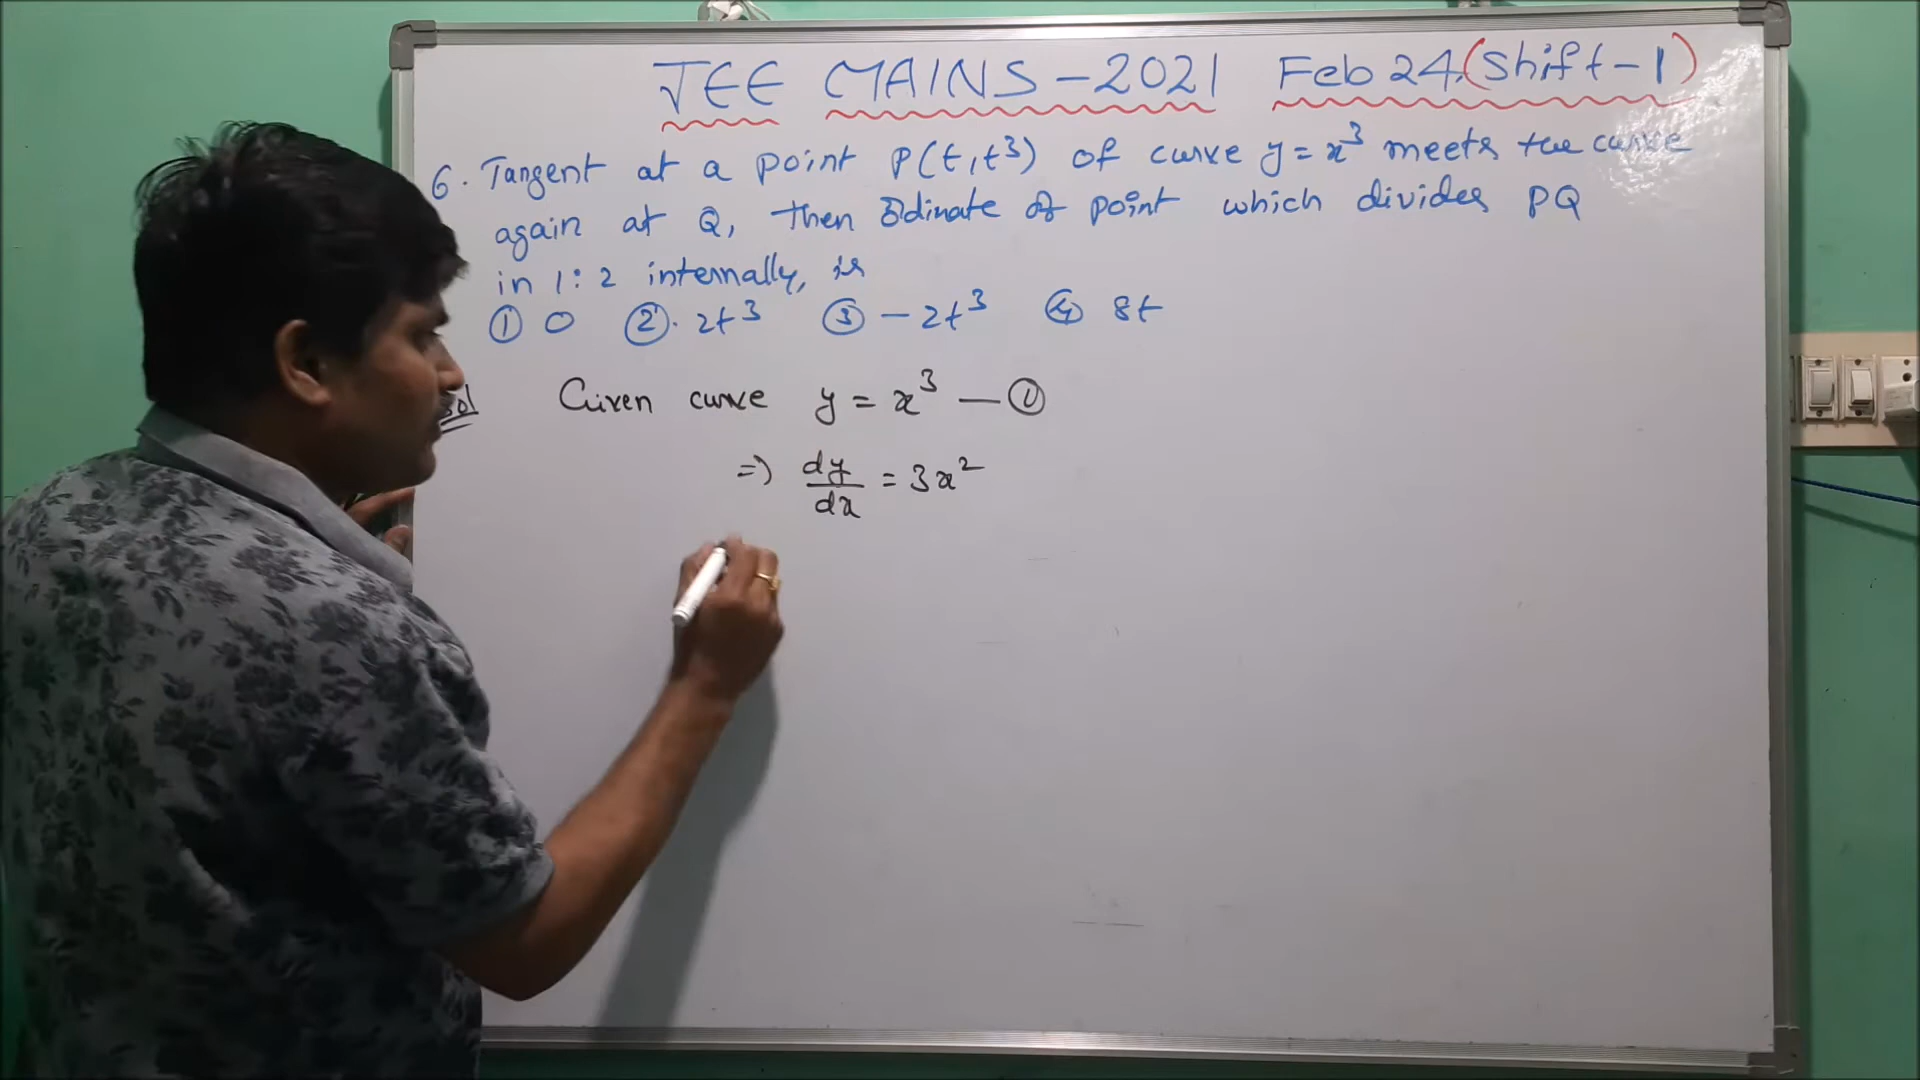 JEE MAINS - 2021 Feb 24 (Shift - 1)
6. Tangent at a point P(t, t³) of curve y = x³ meets the curve
again at Q, then ordinate of point which divides PQ
in 1 : 2 internally, is
① 0 ② 2t³ ③ -2t³ ④ 8t
Sol Given curve y = x³ — ①
=) dy/dx = 3x²